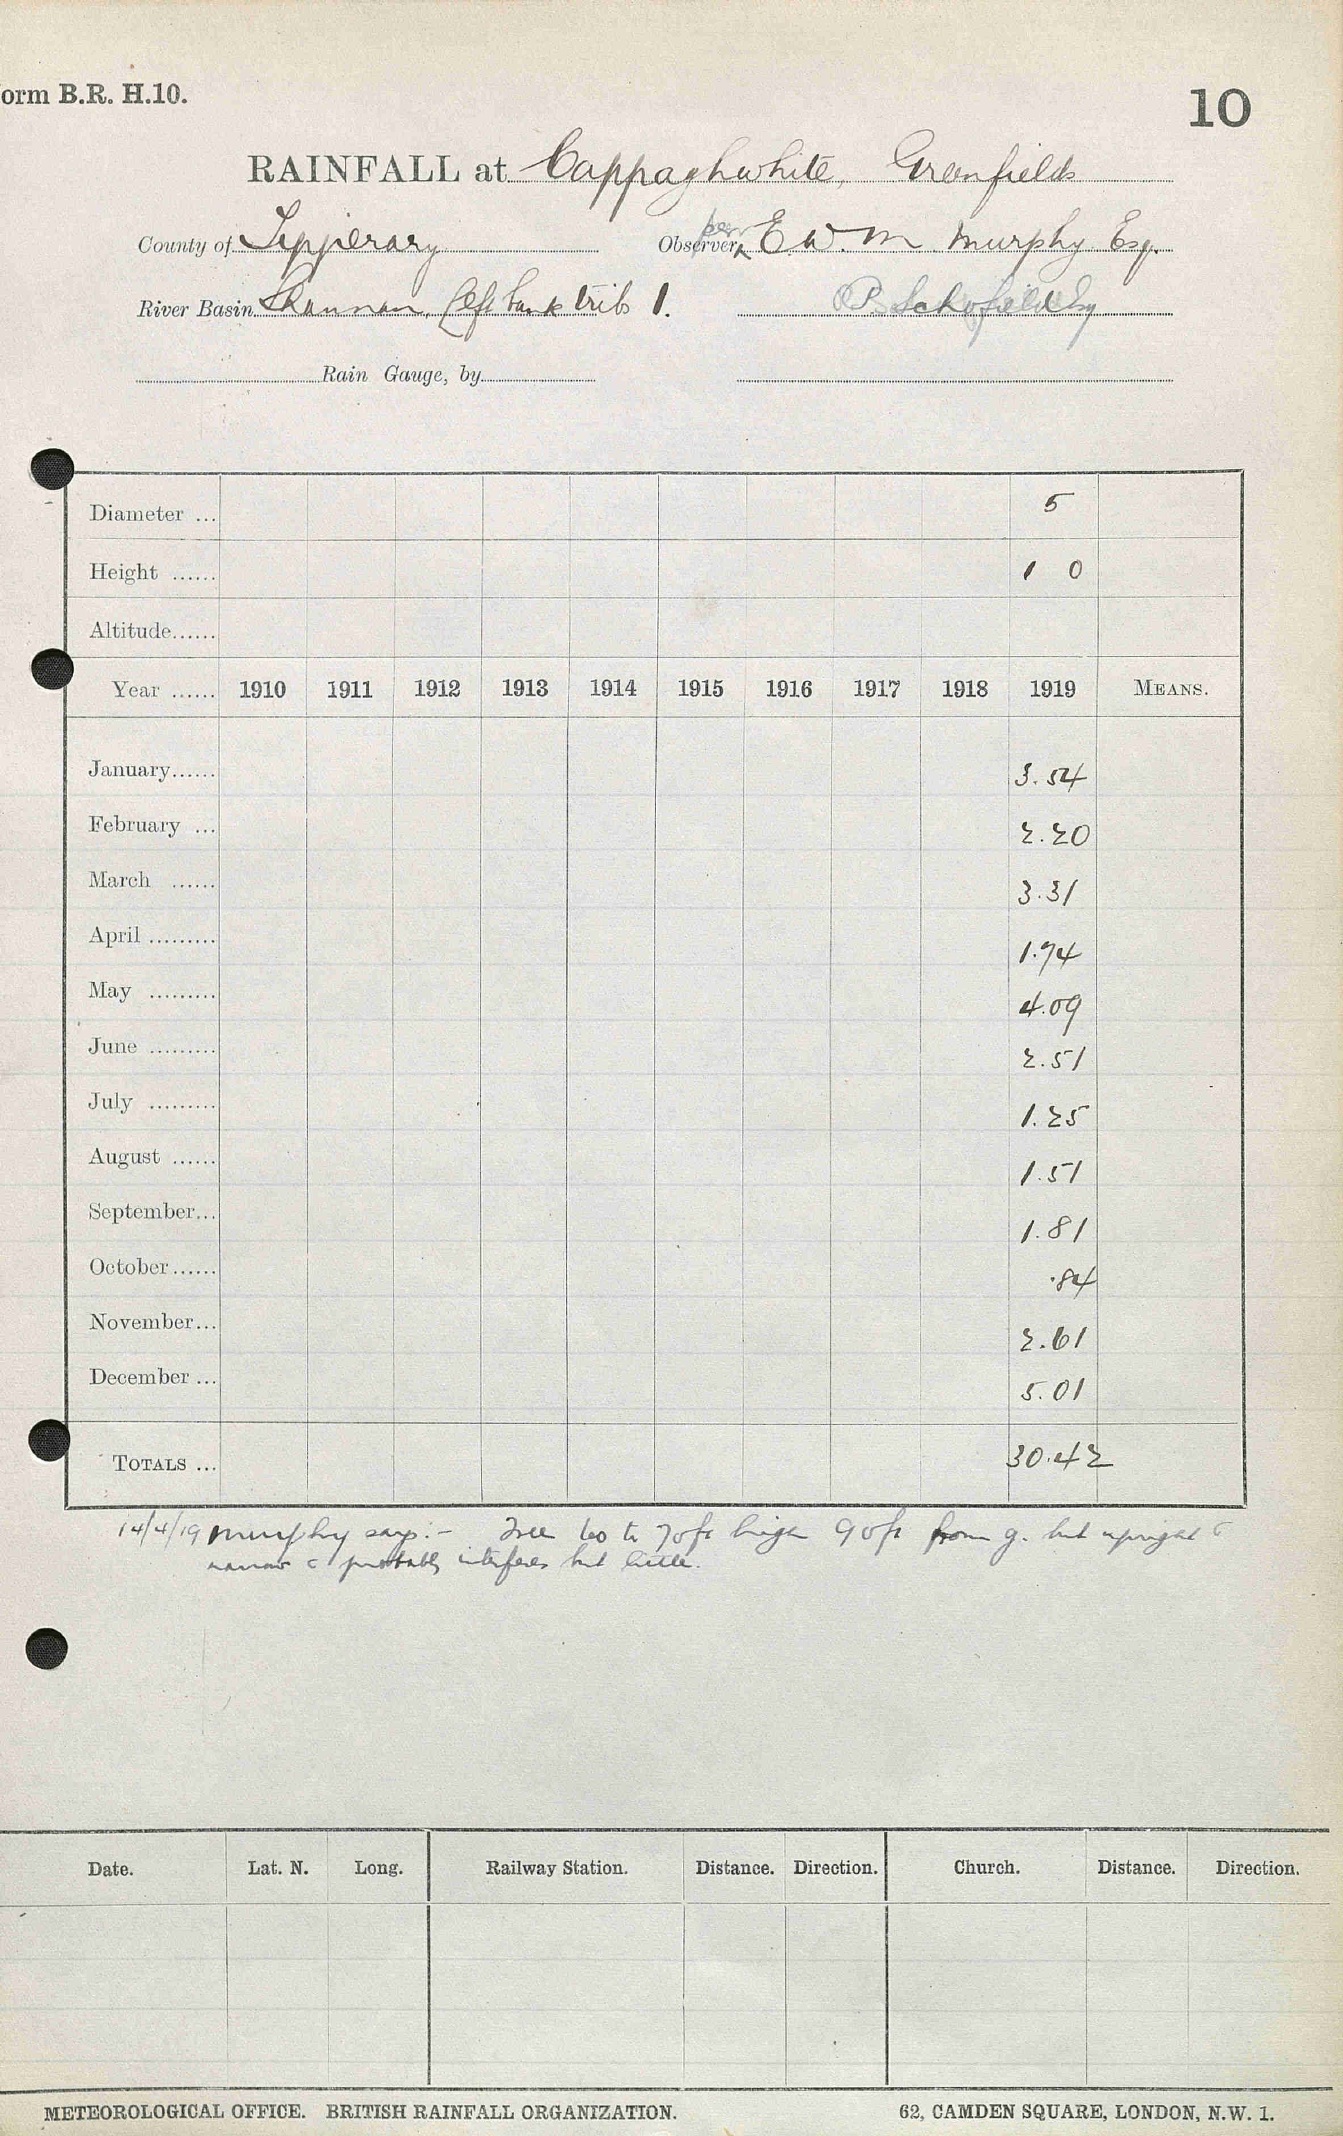 orm B.R. H.10.
10
RAINFALL at Cappaghwhite, Greenfields
County of Tipperary Observer, per E. W. M Murphy Esq.
River Basin Shannon, Left bank tribs 1. P. Schofield Esq
Rain Gauge, by
Diameter ... 5
Height ...... 1 0
Altitude......
Year ...... 1910 1911 1912 1913 1914 1915 1916 1917 1918 1919 MEANS.
January...... 3.54
February ... 2.20
March ...... 3.31
April ......... 1.74
May ......... 4.09
June ......... 2.51
July ......... 1.25
August ...... 1.51
September... 1.81
October...... .84
November... 2.61
December ... 5.01
TOTALS ... 30.42
14/4/19 Murphy says:- Tree 60 to 70ft high 90ft from g. but upright &
narrow & probably interferes but little.
Date. Lat. N. Long. Railway Station. Distance. Direction. Church. Distance. Direction.
METEOROLOGICAL OFFICE. BRITISH RAINFALL ORGANIZATION. 62, CAMDEN SQUARE, LONDON, N.W. 1.